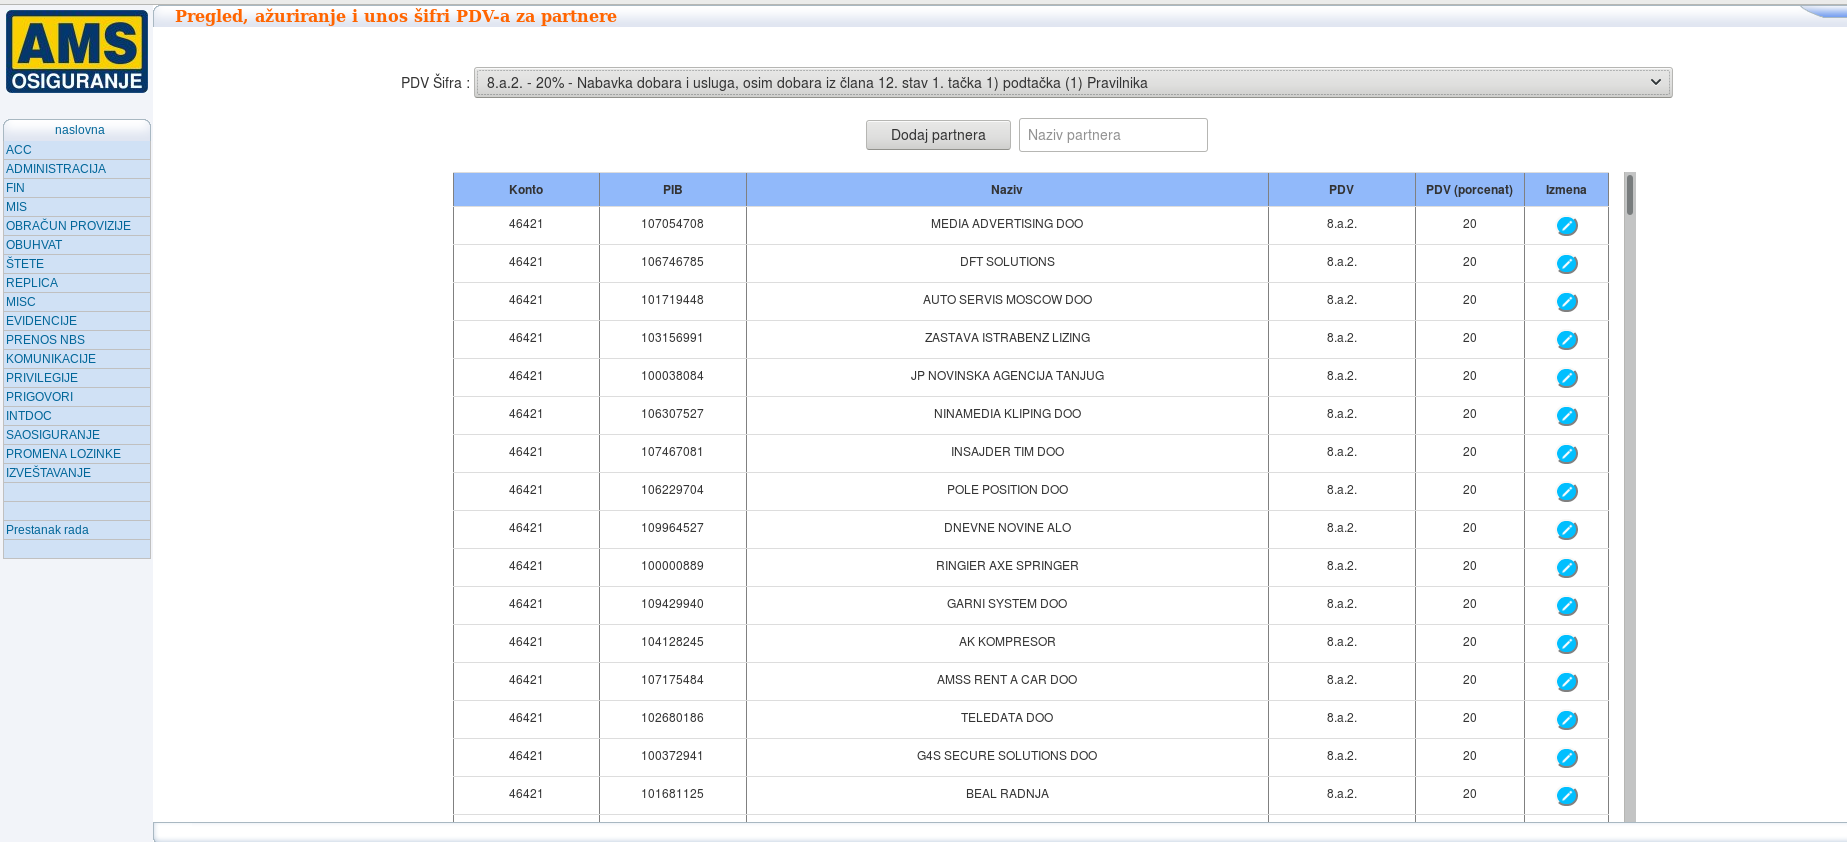 AMS
OSIGURANJE
Pregled, ažuriranje i unos šifri PDV-a za partnere
naslovna
ACC
ADMINISTRACIJA
FIN
MIS
OBRAČUN PROVIZIJE
OBUHVAT
ŠTETE
REPLICA
MISC
EVIDENCIJE
PRENOS NBS
KOMUNIKACIJE
PRIVILEGIJE
PRIGOVORI
INTDOC
SAOSIGURANJE
PROMENA LOZINKE
IZVEŠTAVANJE
Prestanak rada
PDV Šifra : 8.a.2. - 20% - Nabavka dobara i usluga, osim dobara iz člana 12. stav 1. tačka 1) podtačka (1) Pravilnika
Dodaj partnera Naziv partnera
Konto PIB Naziv PDV PDV (porcenat) Izmena
46421 107054708 MEDIA ADVERTISING DOO 8.a.2. 20
46421 106746785 DFT SOLUTIONS 8.a.2. 20
46421 101719448 AUTO SERVIS MOSCOW DOO 8.a.2. 20
46421 103156991 ZASTAVA ISTRABENZ LIZING 8.a.2. 20
46421 100038084 JP NOVINSKA AGENCIJA TANJUG 8.a.2. 20
46421 106307527 NINAMEDIA KLIPING DOO 8.a.2. 20
46421 107467081 INSAJDER TIM DOO 8.a.2. 20
46421 106229704 POLE POSITION DOO 8.a.2. 20
46421 109964527 DNEVNE NOVINE ALO 8.a.2. 20
46421 100000889 RINGIER AXE SPRINGER 8.a.2. 20
46421 109429940 GARNI SYSTEM DOO 8.a.2. 20
46421 104128245 AK KOMPRESOR 8.a.2. 20
46421 107175484 AMSS RENT A CAR DOO 8.a.2. 20
46421 102680186 TELEDATA DOO 8.a.2. 20
46421 100372941 G4S SECURE SOLUTIONS DOO 8.a.2. 20
46421 101681125 BEAL RADNJA 8.a.2. 20